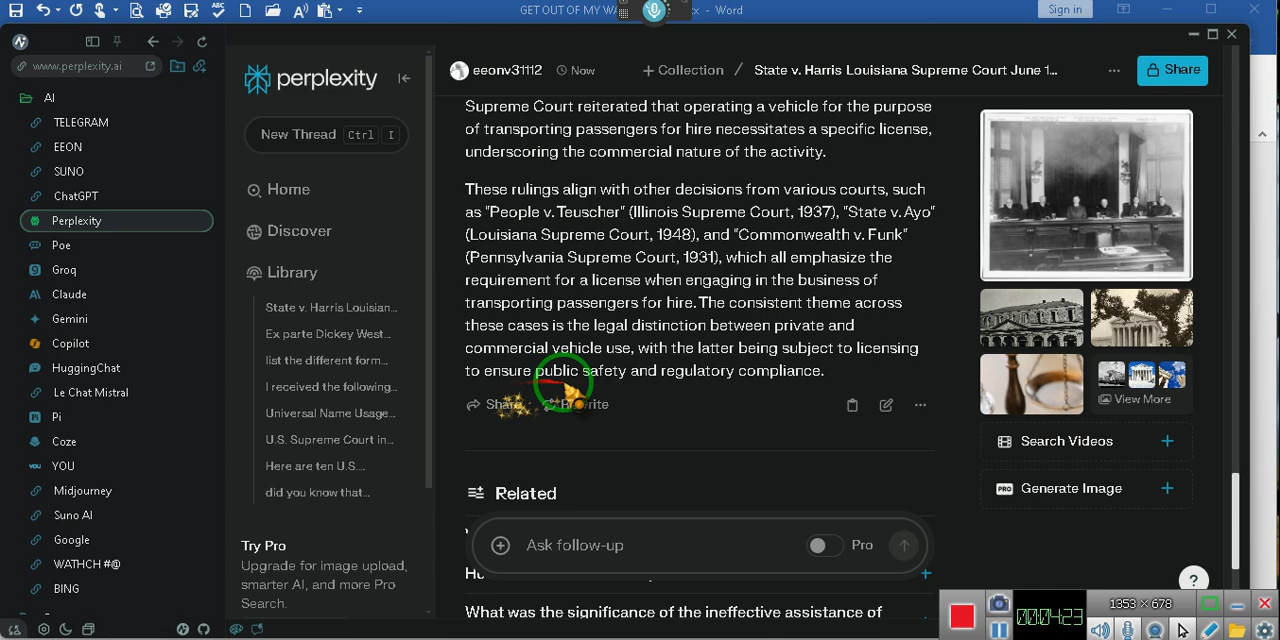 GET OUT OF MY WA
x - Word
Sign in
www.perplexity.ai
AI
TELEGRAM
EEON
SUNO
ChatGPT
Perplexity
Poe
Groq
Claude
Gemini
Copilot
HuggingChat
Le Chat Mistral
Pi
Coze
YOU
Midjourney
Suno AI
Google
WATHCH #@
BING
perplexity
New Thread Ctrl I
Home
Discover
Library
State v. Harris Louisian...
Ex parte Dickey West...
list the different form...
I received the following...
Universal Name Usage...
U.S. Supreme Court in...
Here are ten U.S....
did you know that...
Try Pro
Upgrade for image upload,
smarter AI, and more Pro
Search.
eeonv31112 Now + Collection / State v. Harris Louisiana Supreme Court June 1... Share
Supreme Court reiterated that operating a vehicle for the purpose
of transporting passengers for hire necessitates a specific license,
underscoring the commercial nature of the activity.
These rulings align with other decisions from various courts, such
as "People v. Teuscher" (Illinois Supreme Court, 1937), "State v. Ayo"
(Louisiana Supreme Court, 1948), and "Commonwealth v. Funk"
(Pennsylvania Supreme Court, 1931), which all emphasize the
requirement for a license when engaging in the business of
transporting passengers for hire. The consistent theme across
these cases is the legal distinction between private and
commercial vehicle use, with the latter being subject to licensing
to ensure public safety and regulatory compliance.
Share Rewrite
Related
Ask follow-up Pro
What was the significance of the ineffective assistance of
View More
Search Videos
PRO Generate Image
?
00:04:23
1353 × 678